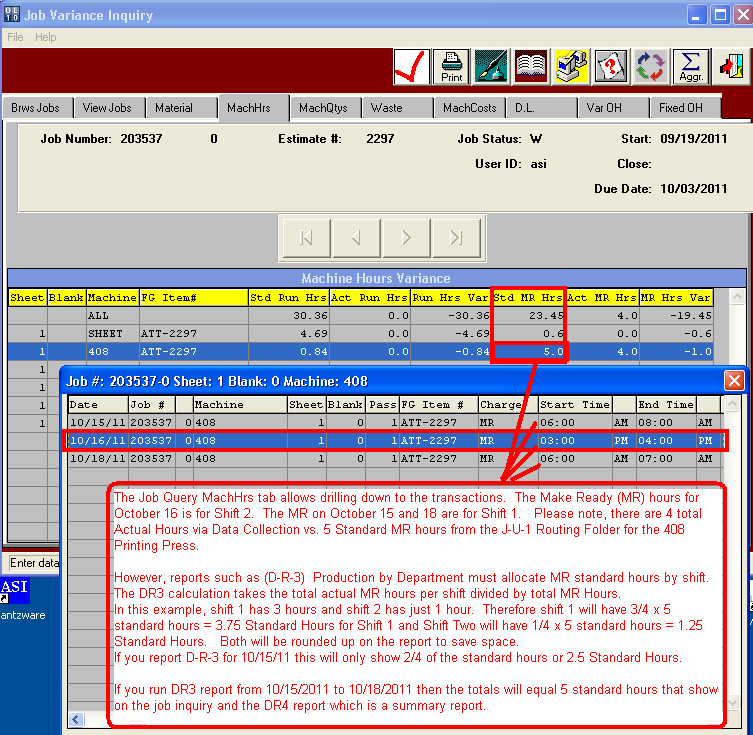 OE
10
Job Variance Inquiry
File Help
Print
Aggr.
Brws Jobs View Jobs Material MachHrs MachQtys Waste MachCosts D.L. Var OH Fixed OH
Job Number: 203537 0 Estimate #: 2297 Job Status: W Start: 09/19/2011
User ID: asi Close:
Due Date: 10/03/2011
Machine Hours Variance
Sheet Blank Machine FG Item# Std Run Hrs Act Run Hrs Run Hrs Var Std MR Hrs Act MR Hrs MR Hrs Var
ALL 30.36 0.0 -30.36 23.45 4.0 -19.45
1 SHEET ATT-2297 4.69 0.0 -4.69 0.6 0.0 -0.6
1 408 ATT-2297 0.84 0.0 -0.84 5.0 4.0 -1.0
1
1
1
1
Job #: 203537-0 Sheet: 1 Blank: 0 Machine: 408
Date Job # Machine Sheet Blank Pass FG Item # Charge Start Time End Time
10/15/11 203537 0 408 1 0 1 ATT-2297 MR 06:00 AM 08:00 AM
10/16/11 203537 0 408 1 0 1 ATT-2297 MR 03:00 PM 04:00 PM
10/18/11 203537 0 408 1 0 1 ATT-2297 MR 06:00 AM 07:00 AM
The Job Query MachHrs tab allows drilling down to the transactions. The Make Ready (MR) hours for
October 16 is for Shift 2. The MR on October 15 and 18 are for Shift 1. Please note, there are 4 total
Actual Hours via Data Collection vs. 5 Standard MR hours from the J-U-1 Routing Folder for the 408
Printing Press.
However, reports such as (D-R-3) Production by Department must allocate MR standard hours by shift.
The DR3 calculation takes the total actual MR hours per shift divided by total MR Hours.
In this example, shift 1 has 3 hours and shift 2 has just 1 hour. Therefore shift 1 will have 3/4 x 5
standard hours = 3.75 Standard Hours for Shift 1 and Shift Two will have 1/4 x 5 standard hours = 1.25
Standard Hours. Both will be rounded up on the report to save space.
If you report D-R-3 for 10/15/11 this will only show 2/4 of the standard hours or 2.5 Standard Hours.
If you run DR3 report from 10/15/2011 to 10/18/2011 then the totals will equal 5 standard hours that show
on the job inquiry and the DR4 report which is a summary report.
Enter data
ASI
antzware